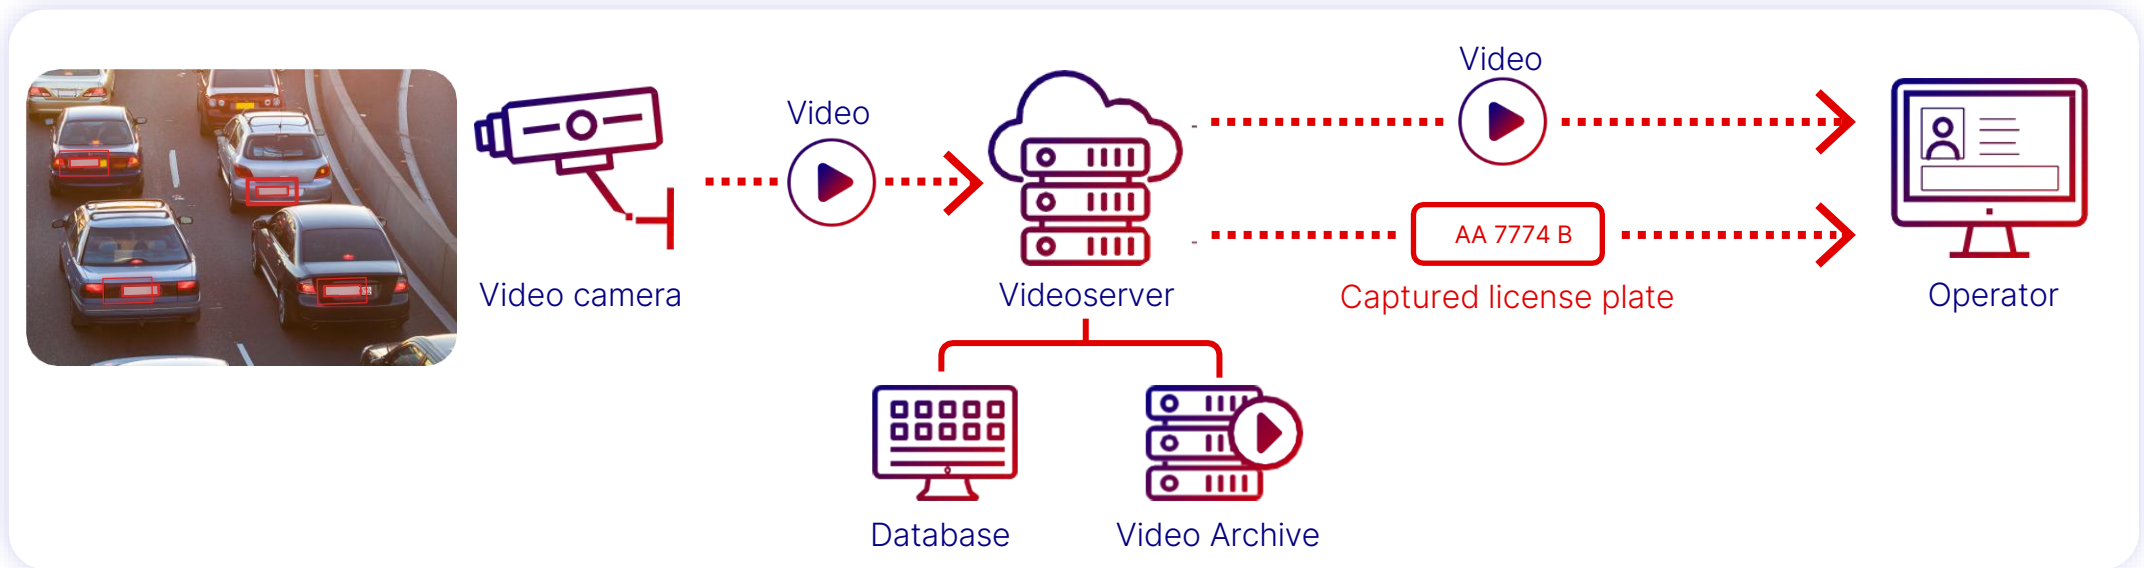 Video
Video
AA 7774 B
Video camera
Videoserver
Captured license plate
Operator
Database
Video Archive